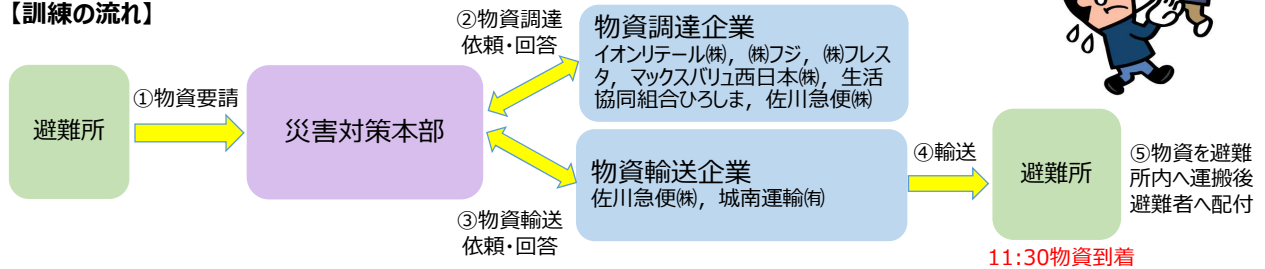 【訓練の流れ】
②物資調達
依頼・回答
物資調達企業
イオンリテール㈱，㈱フジ，㈱フレス
タ，マックスバリュ西日本㈱，生活
協同組合ひろしま，佐川急便㈱
①物資要請
避難所
災害対策本部
物資輸送企業
佐川急便㈱，城南運輸㈲
③物資輸送
依頼・回答
④輸送
避難所
⑤物資を避難
所内へ運搬後
避難者へ配付
11:30物資到着